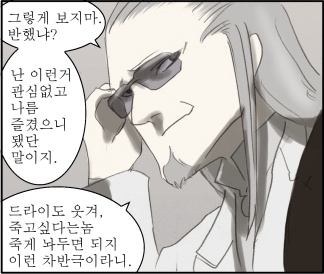 그렇게 보지마.
반했냐?
난 이런거
관심없고
나름
즐겼으니
됐단
말이지.
드라이도 웃겨,
죽고싶다는놈
죽게 놔두면 되지
이런 차반극이라니.